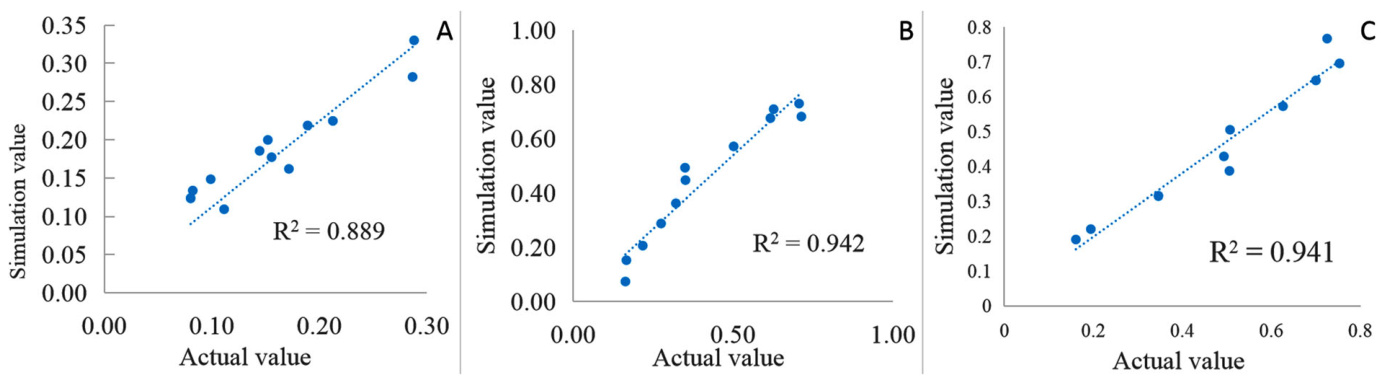 A
Simulation value
0.35
0.30
0.25
0.20
0.15
0.10
0.05
0.00
R² = 0.889
0.00 0.10 0.20 0.30
Actual value
B
Simulation value
1.00
0.80
0.60
0.40
0.20
0.00
R² = 0.942
0.00 0.50 1.00
Actual value
C
Simulation value
0.8
0.7
0.6
0.5
0.4
0.3
0.2
0.1
0
R² = 0.941
0 0.2 0.4 0.6 0.8
Actual value